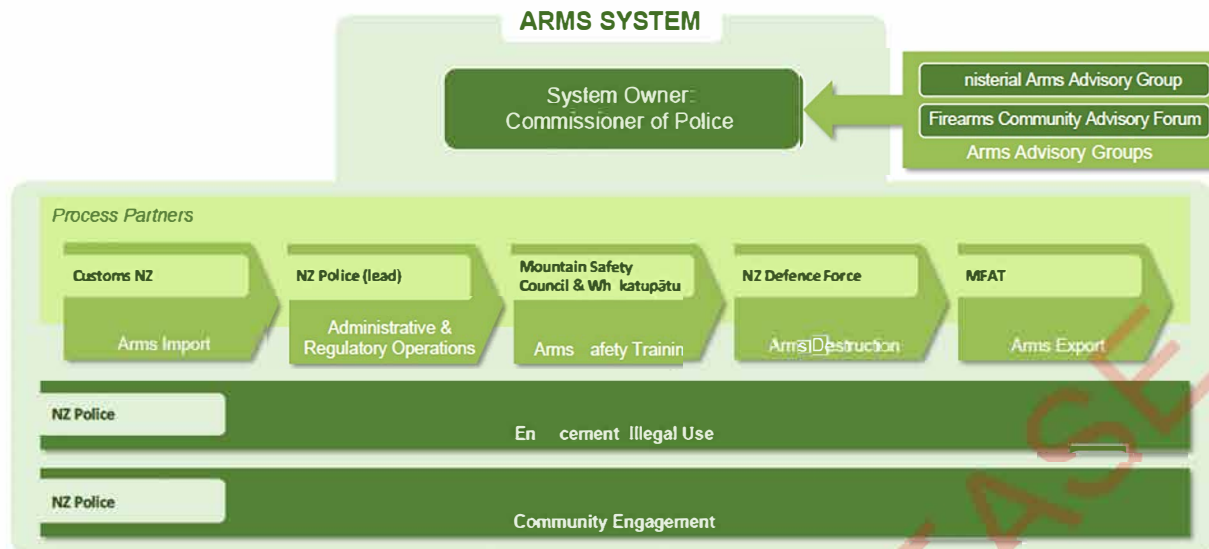 ARMS SYSTEM
System Owner:
Commissioner of Police
nisterial Arms Advisory Group
Firearms Community Advisory Forum
Arms Advisory Groups
Process Partners
Customs NZ
Arms Import
NZ Police (lead)
Administrative &
Regulatory Operations
Mountain Safety
Council & Wh katupātu
Arms afety Trainin
NZ Defence Force
Arms Destruction
MFAT
Arms Export
NZ Police
En cement Illegal Use
NZ Police
Community Engagement
EASE